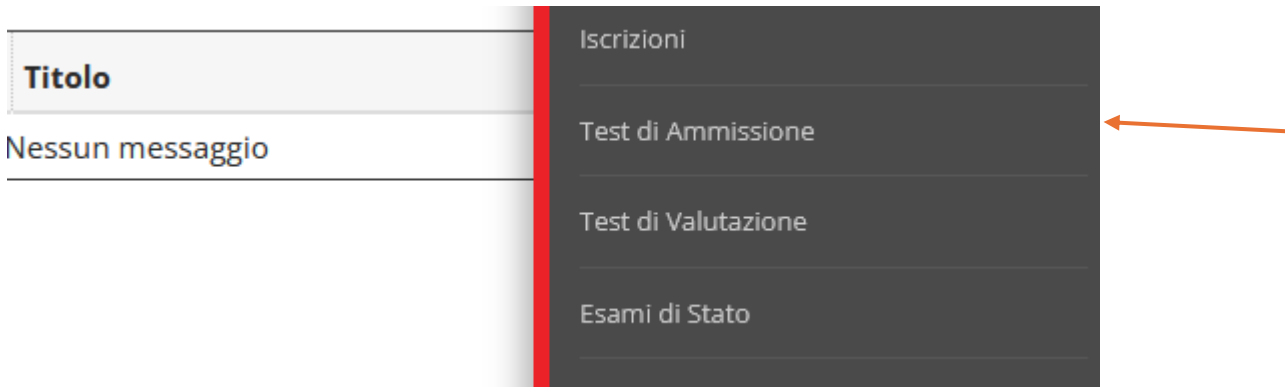 Titolo
Nessun messaggio
Iscrizioni
Test di Ammissione
Test di Valutazione
Esami di Stato